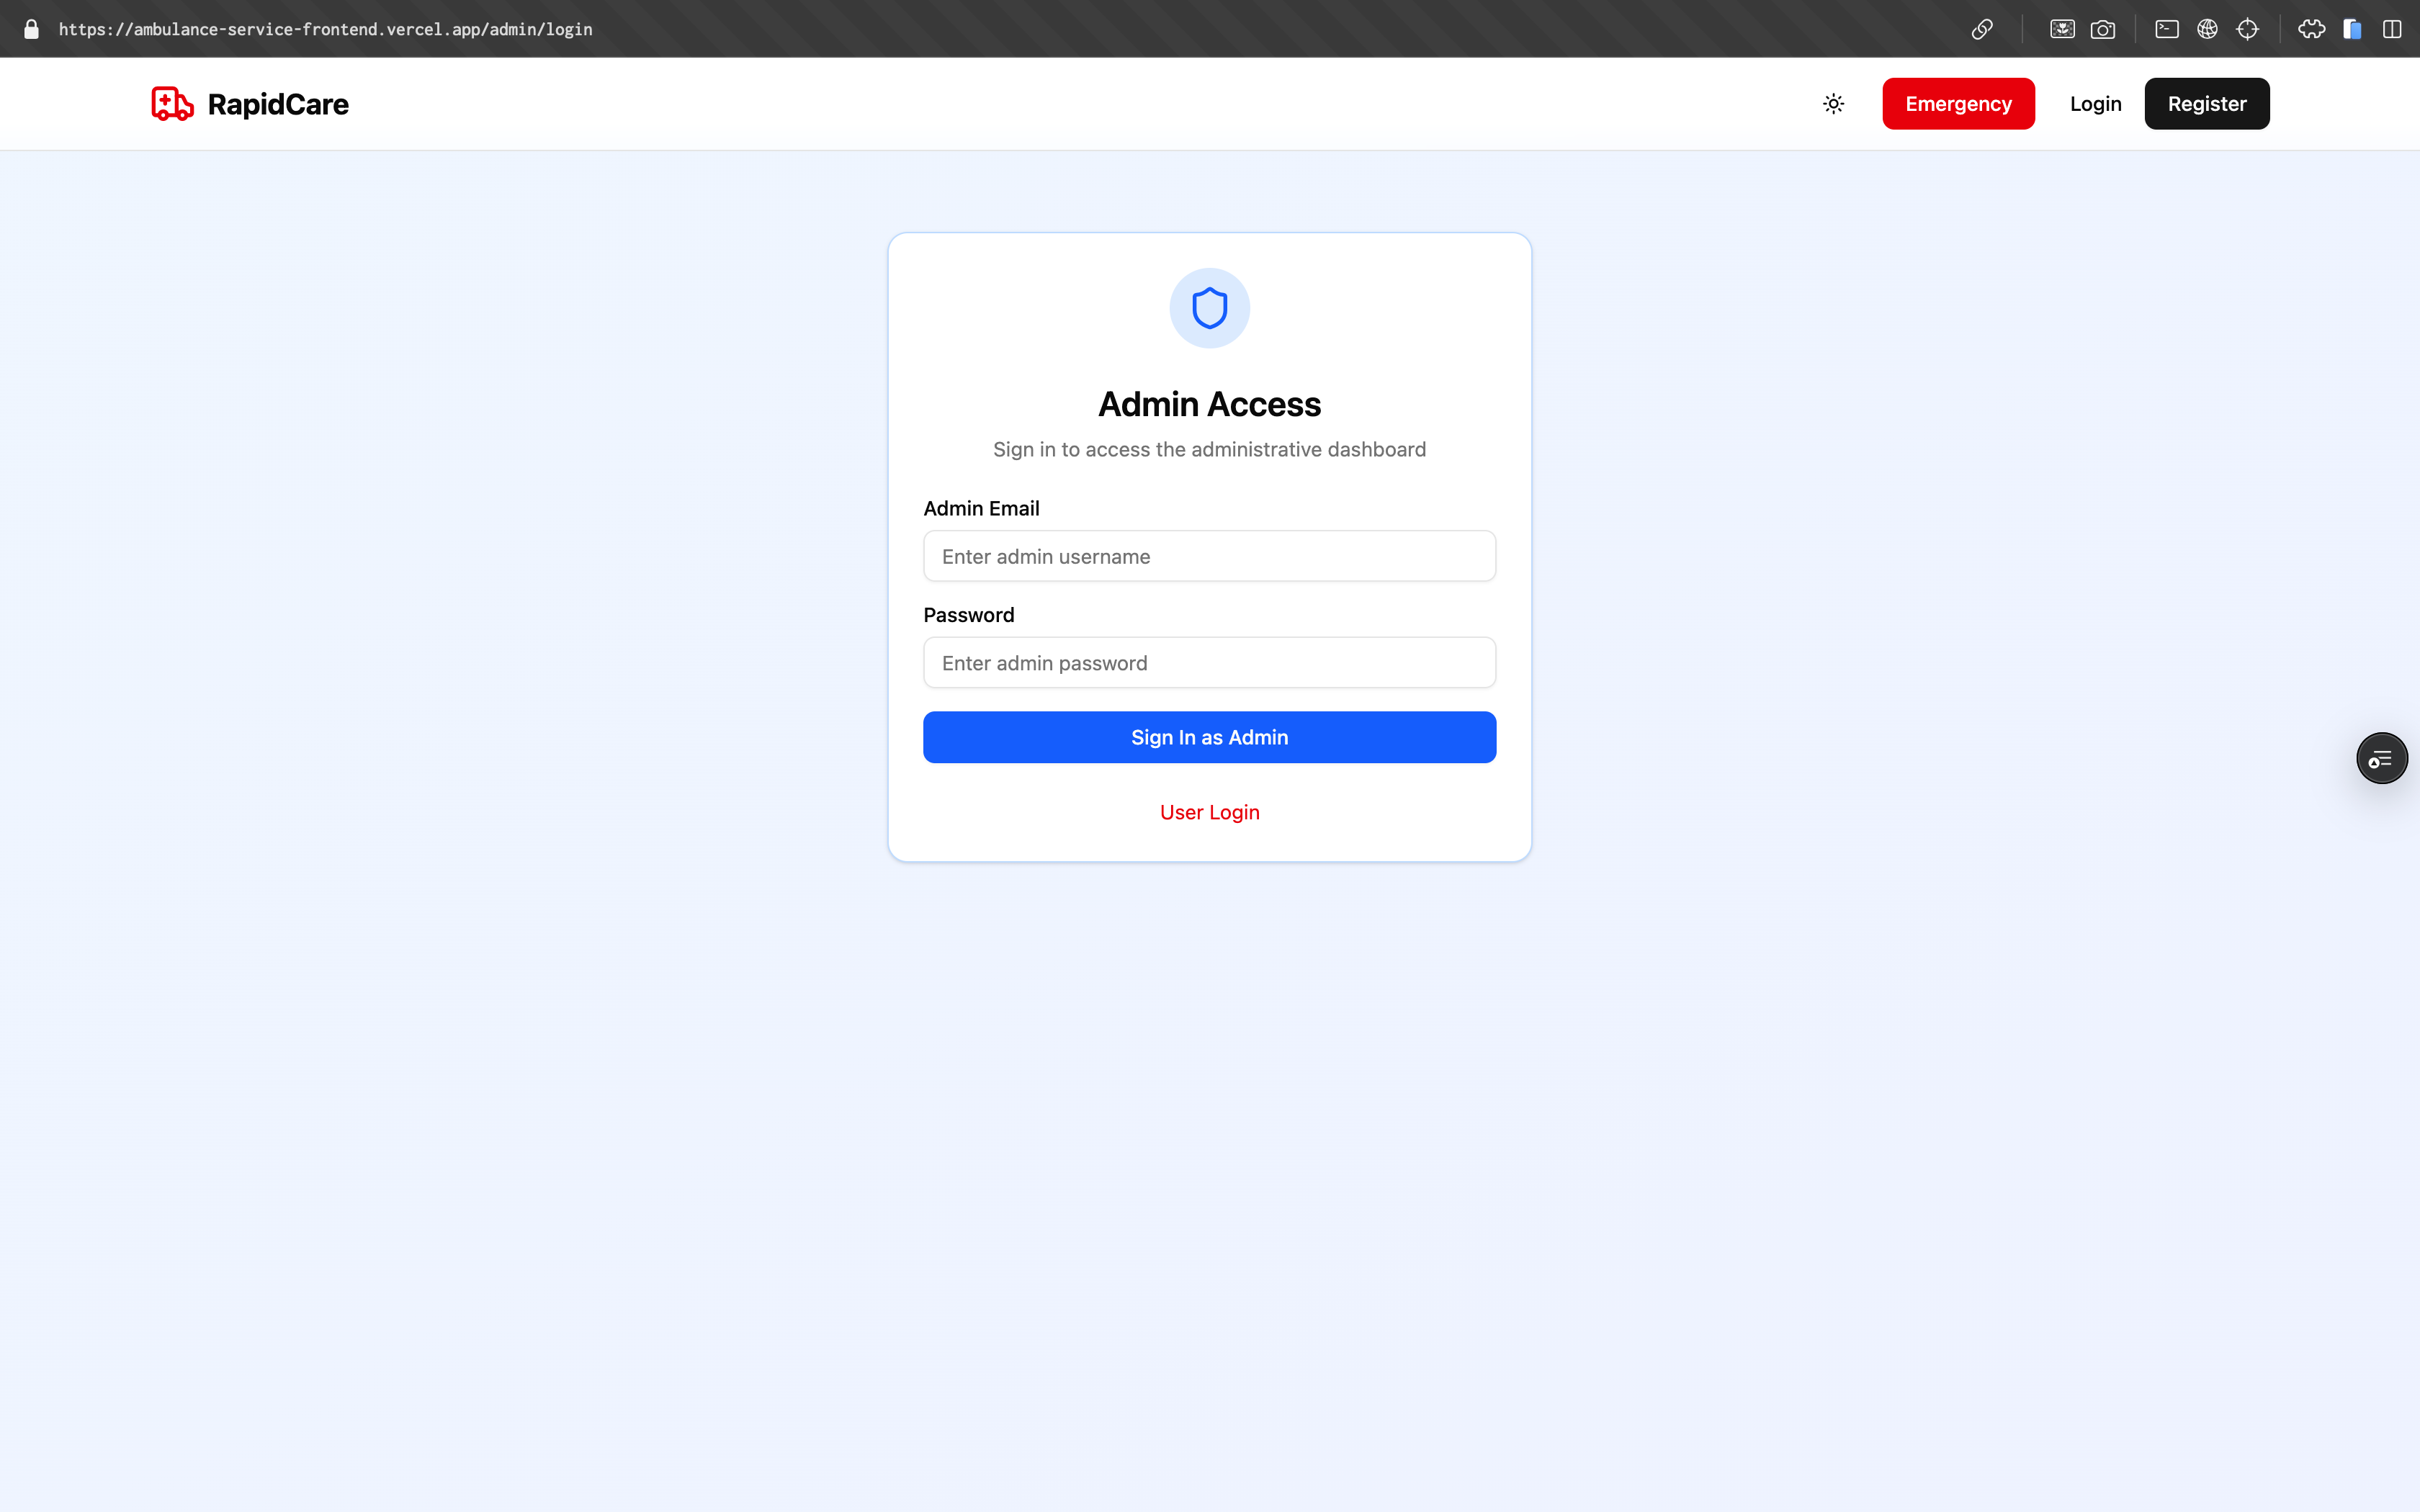 https://ambulance-service-frontend.vercel.app/admin/login
RapidCare
Emergency
Login
Register
Admin Access
Sign in to access the administrative dashboard
Admin Email
Enter admin username
Password
Enter admin password
Sign In as Admin
User Login